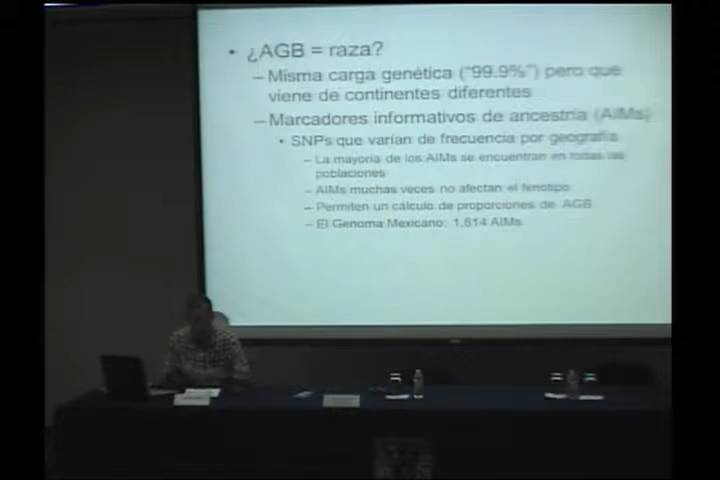 • ¿AGB = raza?
– Misma carga genética ("99.9%") pero que
viene de continentes diferentes
– Marcadores informativos de ancestria (AIMs)
• SNPs que varían de frecuencia por geografía
– La mayoría de los AIMs se encuentran en todas las
poblaciones
– AIMs muchas veces no afectan el fenotipo
– Permiten un cálculo de proporciones de AGB
– El Genoma Mexicano: 1,814 AIMs